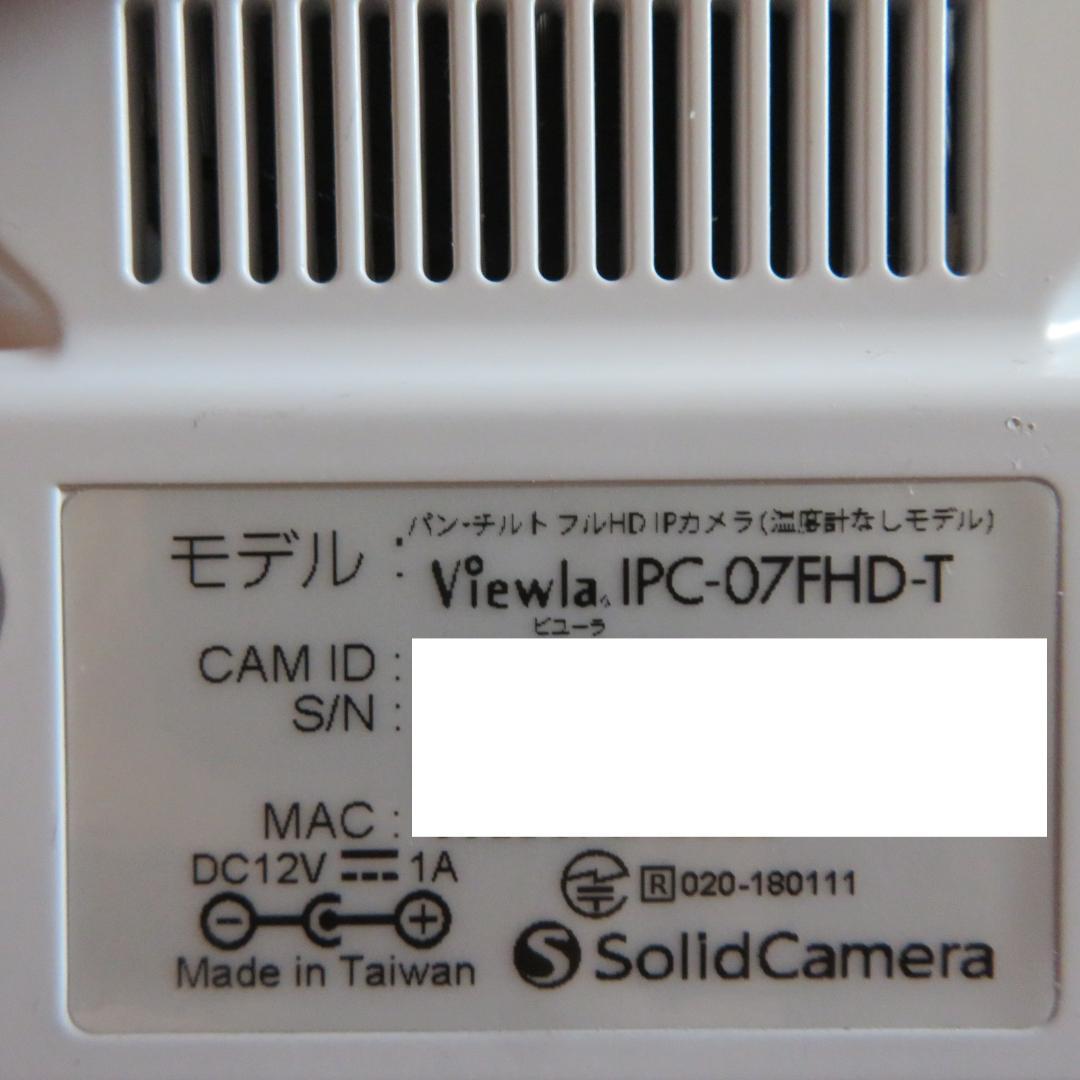 モデル : パン・チルト フルHD IPカメラ(温度計なしモデル)
Viewla IPC-07FHD-T
ビューラ
CAM ID :
S/N :
MAC :
DC12V 1A
R 020-180111
- +
Made in Taiwan
S SolidCamera